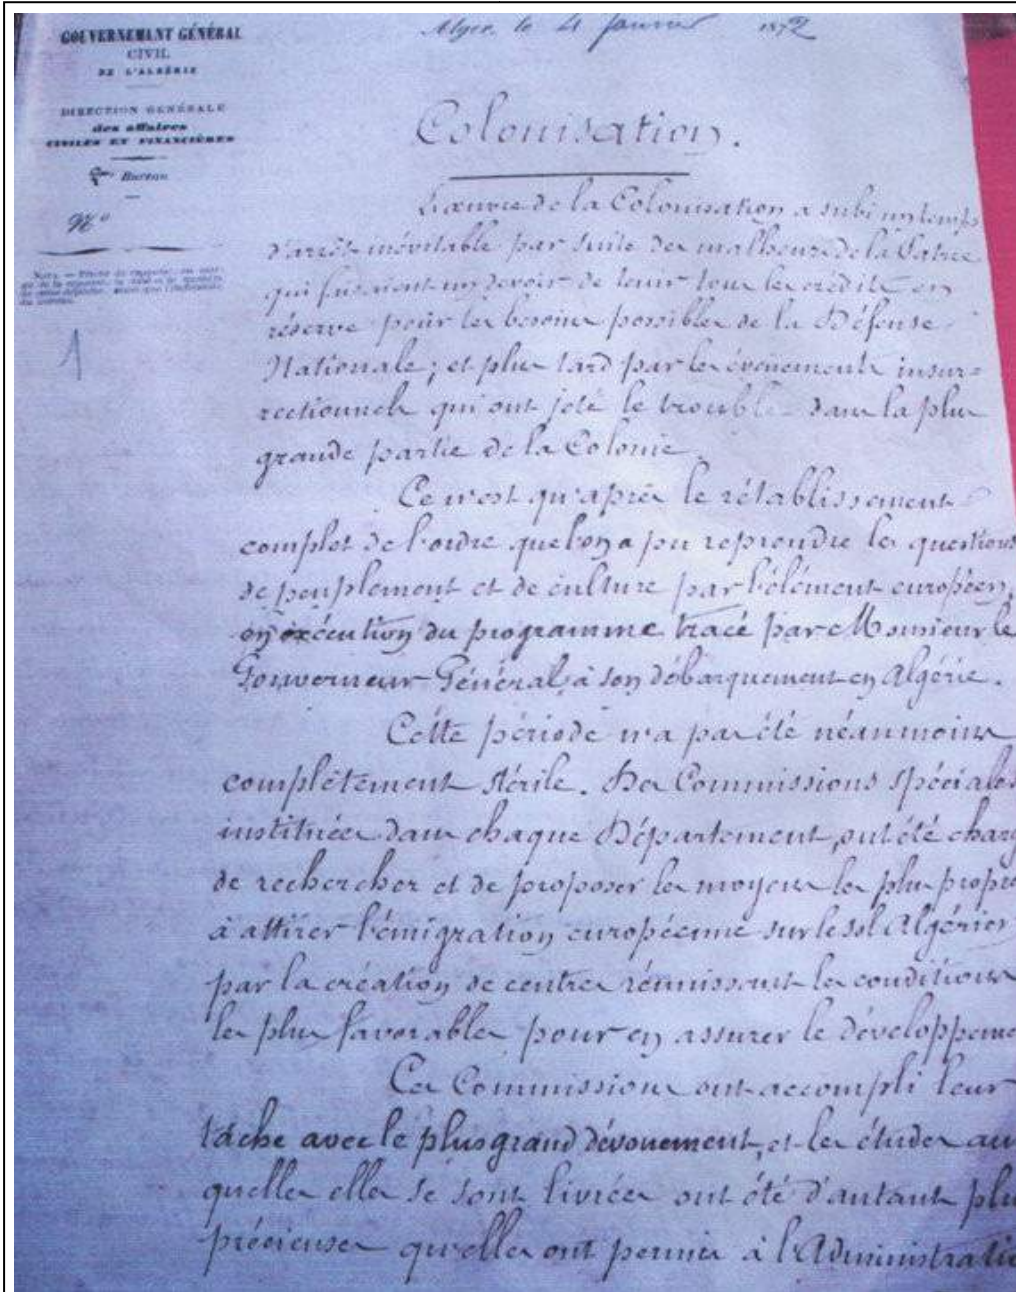 GOUVERNEMENT GÉNÉRAL
CIVIL
DE L'ALGÉRIE
DIRECTION GÉNÉRALE
des affaires
CIVILES ET FINANCIÈRES
Bureau
N°
1
Alger, le 4 Janvier 1872
Colonisation.
L'œuvre de la Colonisation a subi un temps
d'arrêt inévitable par suite des malheurs de la Patrie
qui faisaient un devoir de tenir tous les crédits en
réserve pour les besoins possibles de la Défense
Nationale; et plus tard par les événements insur-
rectionnels qui ont jeté le trouble dans la plus
grande partie de la Colonie.
Ce n'est qu'après le rétablissement
complet de l'ordre que l'on a pu reprendre les questions
de peuplement et de culture par l'élément européen,
en exécution du programme tracé par Monsieur le
Gouverneur Général, à son débarquement en Algérie.
Cette période n'a pas été néanmoins
complètement stérile. Des Commissions spéciales
instituées dans chaque Département, ont été charg
de rechercher et de proposer les moyens les plus propre
à attirer l'émigration européenne sur le sol Algérien
par la création de centres réunissant les conditions
les plus favorables pour en assurer le développeme
Ces Commissions ont accompli leur
tâche avec le plus grand dévouement, et les études au
quelles elles se sont livrées ont été d'autant plu
précieuses qu'elles ont permis à l'Administratio